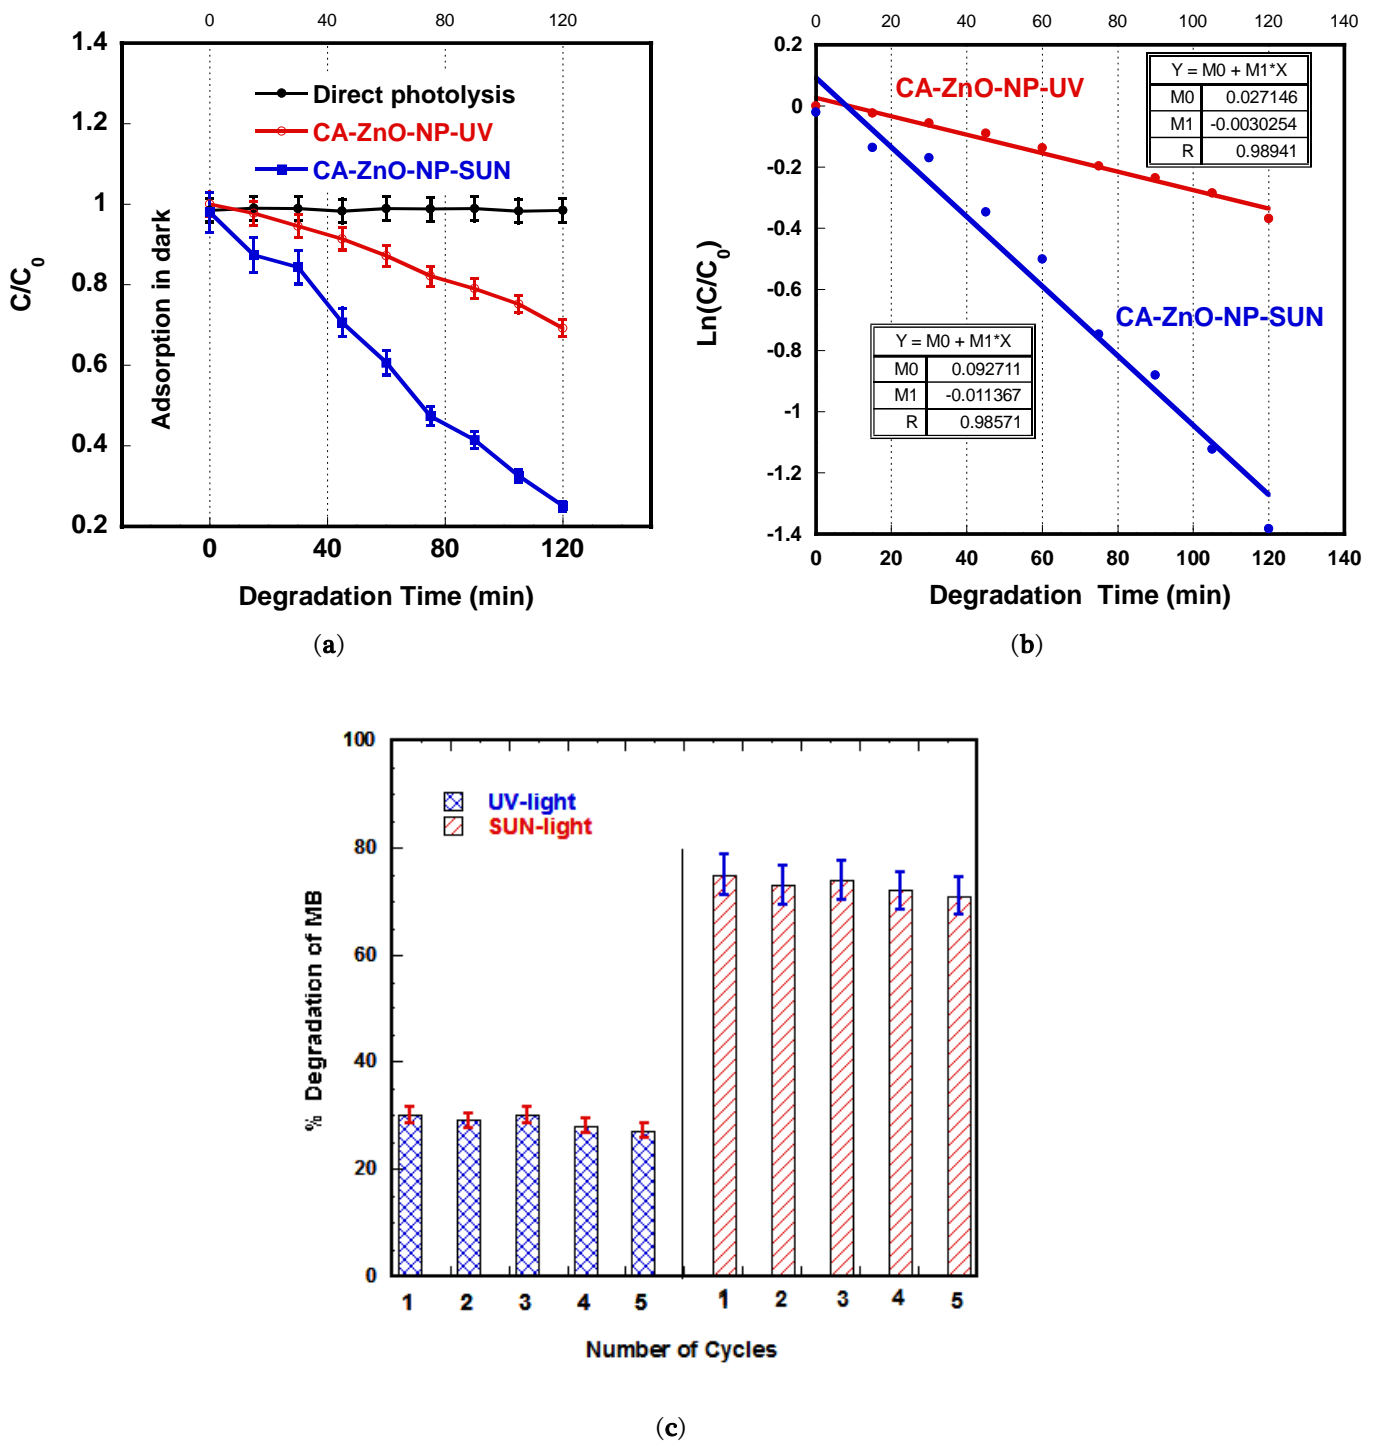 0 40 80 120
1.4
1.2
1
0.8
0.6
0.4
0.2
C/C0
Adsorption in dark
Direct photolysis
CA-ZnO-NP-UV
CA-ZnO-NP-SUN
0 40 80 120
Degradation Time (min)
(a)
0 20 40 60 80 100 120 140
0.2
0
-0.2
-0.4
-0.6
-0.8
-1
-1.2
-1.4
Ln(C/C0)
CA-ZnO-NP-UV
Y = M0 + M1*X
M0 0.027146
M1 -0.0030254
R 0.98941
CA-ZnO-NP-SUN
Y = M0 + M1*X
M0 0.092711
M1 -0.011367
R 0.98571
0 20 40 60 80 100 120 140
Degradation Time (min)
(b)
100
80
60
40
20
0
% Degradation of MB
UV-light
SUN-light
1 2 3 4 5 1 2 3 4 5
Number of Cycles
(c)